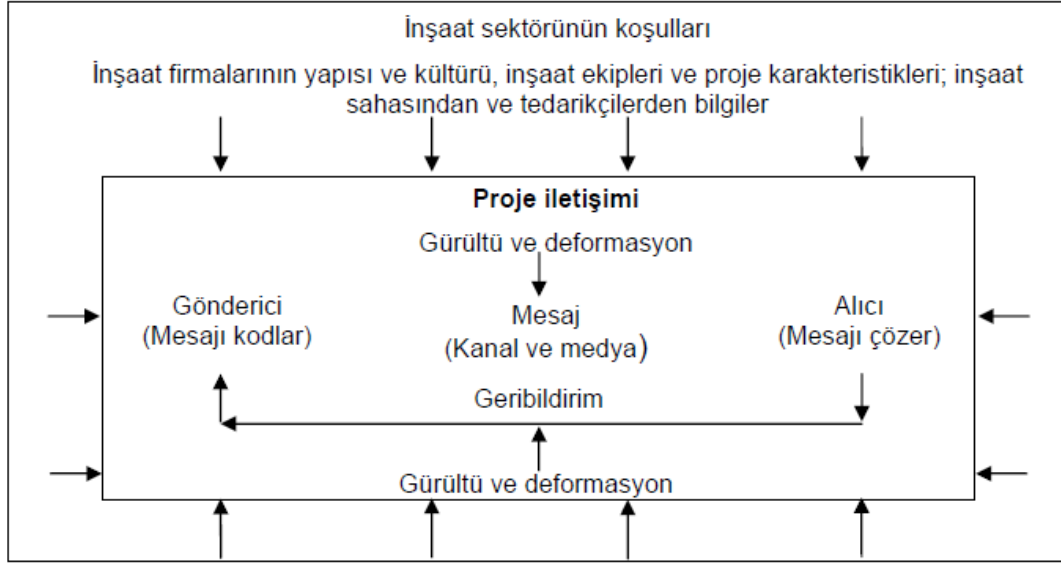 İnşaat sektörünün koşulları
İnşaat firmalarının yapısı ve kültürü, inşaat ekipleri ve proje karakteristikleri; inşaat
sahasından ve tedarikçilerden bilgiler
Proje iletişimi
Gürültü ve deformasyon
Gönderici
(Mesajı kodlar)
Mesaj
(Kanal ve medya)
Alıcı
(Mesajı çözer)
Geribildirim
Gürültü ve deformasyon